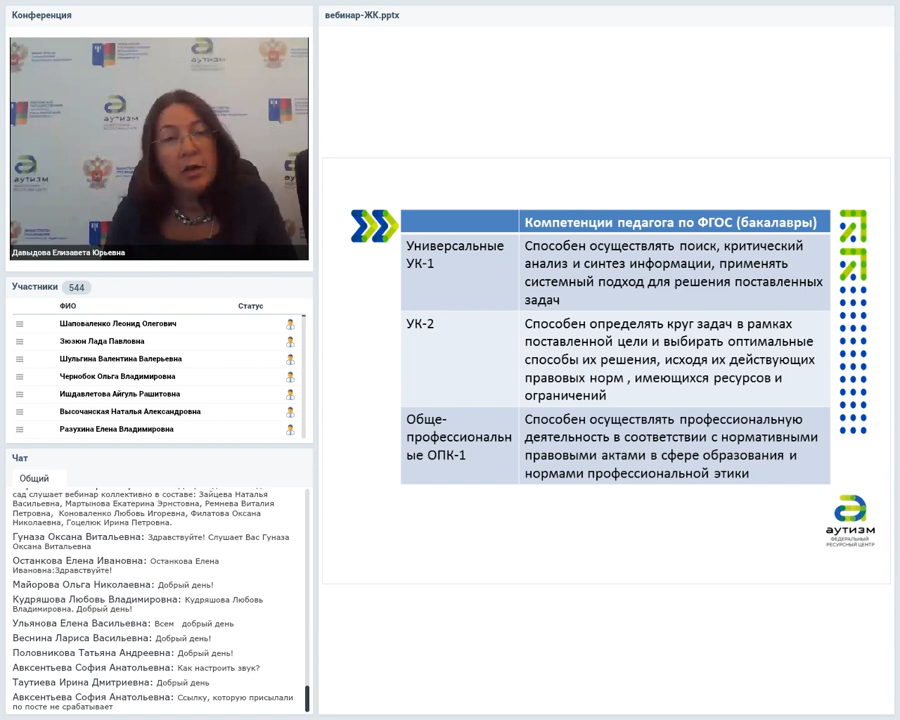 Конференция
аутизм
Давыдова Елизавета Юрьевна
Участники 544
ФИО Статус
Шаповаленко Леонид Олегович
Зюзюн Лада Павловна
Шульгина Валентина Валерьевна
Чернобок Ольга Владимировна
Ишдавлетова Айгуль Рашитовна
Высочанская Наталья Александровна
Разухина Елена Владимировна
Чат
Общий
сад слушает вебинар коллективно в составе: Зайцева Наталья
Васильевна, Мартынова Екатерина Эрнстовна, Ремнева Виталия
Петровна, Коноваленко Любовь Игоревна, Филатова Оксана
Николаевна, Гоцелюк Ирина Петровна.
Гуназа Оксана Витальевна: Здравствуйте! Слушает Вас Гуназа
Оксана Витальевна
Останкова Елена Ивановна: Останкова Елена
Ивановна:Здравствуйте!
Майорова Ольга Николаевна: Добрый день!
Кудряшова Любовь Владимировна: Кудряшова Любовь
Владимировна. Добрый день!
Ульянова Елена Васильевна: Всем добрый день
Веснина Лариса Васильевна: Добрый день!
Половникова Татьяна Андреевна: Добрый день!
Авксентьева София Анатольевна: Как настроить звук?
Таутиева Ирина Дмитриевна: Добрый день
Авксентьева София Анатольевна: Ссылку, которую присылали
по посте не срабатывает
вебинар-ЖК.pptx
Компетенции педагога по ФГОС (бакалавры)
Универсальные
УК-1
Способен осуществлять поиск, критический
анализ и синтез информации, применять
системный подход для решения поставленных
задач
УК-2
Способен определять круг задач в рамках
поставленной цели и выбирать оптимальные
способы их решения, исходя их действующих
правовых норм , имеющихся ресурсов и
ограничений
Обще-
профессиональн
ые ОПК-1
Способен осуществлять профессиональную
деятельность в соответствии с нормативными
правовыми актами в сфере образования и
нормами профессиональной этики
аутизм
ФЕДЕРАЛЬНЫЙ
РЕСУРСНЫЙ ЦЕНТР